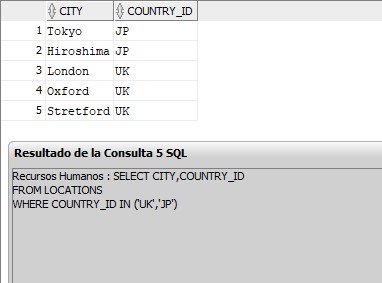 CITY COUNTRY_ID
1 Tokyo JP
2 Hiroshima JP
3 London UK
4 Oxford UK
5 Stretford UK
Resultado de la Consulta 5 SQL
Recursos Humanos : SELECT CITY,COUNTRY_ID
FROM LOCATIONS
WHERE COUNTRY_ID IN ('UK','JP')